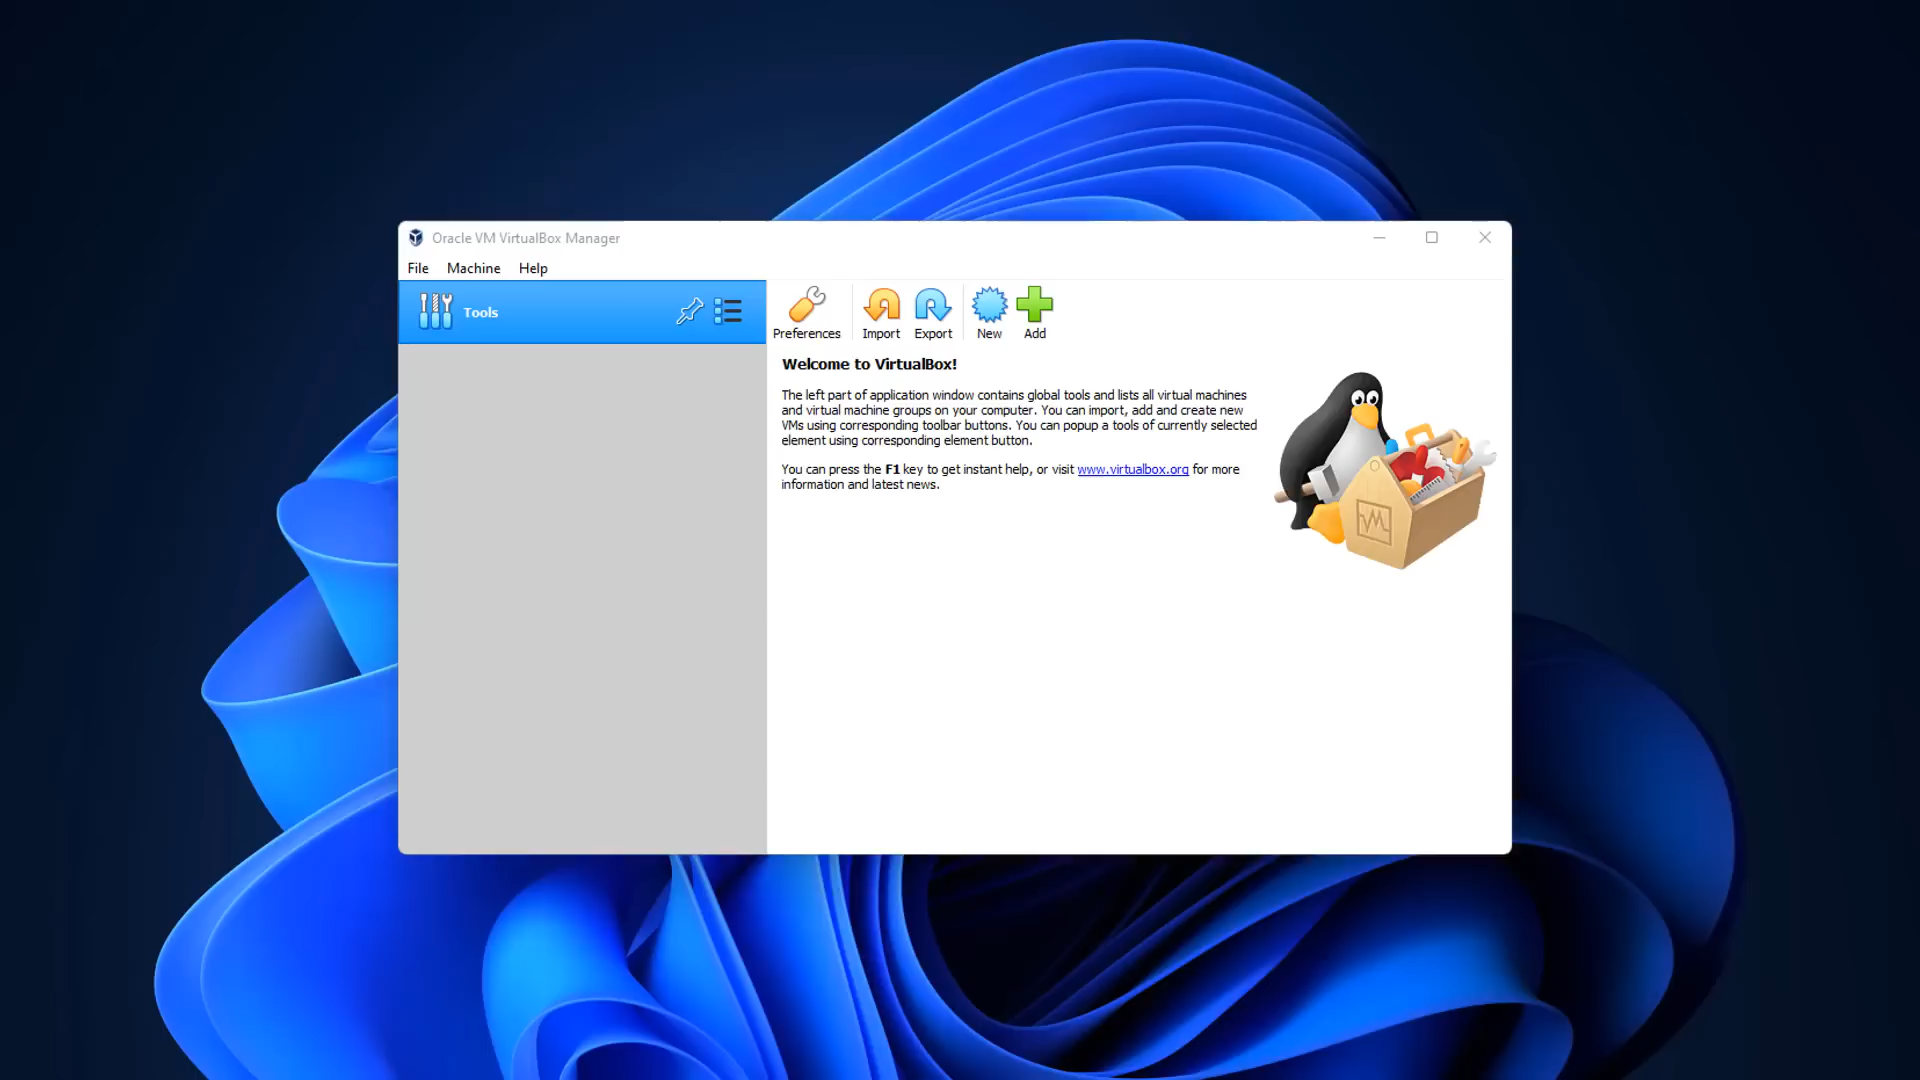 Oracle VM VirtualBox Manager
File Machine Help
Tools
Preferences Import Export New Add
Welcome to VirtualBox!
The left part of application window contains global tools and lists all virtual machines
and virtual machine groups on your computer. You can import, add and create new
VMs using corresponding toolbar buttons. You can popup a tools of currently selected
element using corresponding element button.
You can press the F1 key to get instant help, or visit www.virtualbox.org for more
information and latest news.